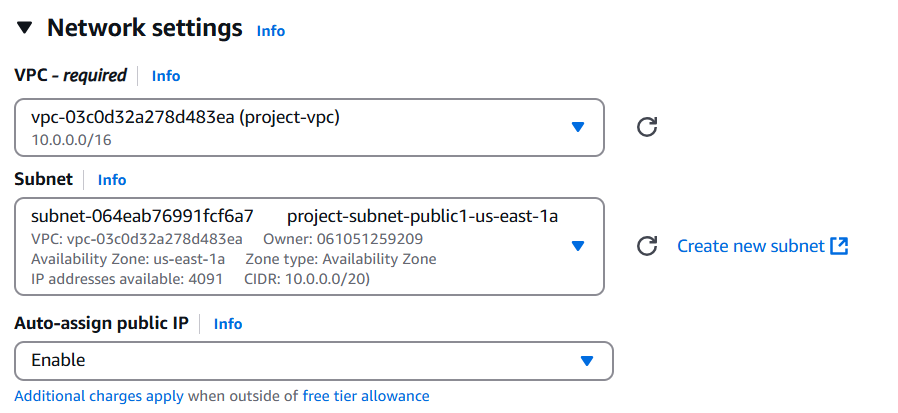 Network settings Info
VPC - required Info
vpc-03c0d32a278d483ea (project-vpc)
10.0.0.0/16
Subnet Info
subnet-064eab76991fcf6a7 project-subnet-public1-us-east-1a
VPC: vpc-03c0d32a278d483ea Owner: 061051259209
Availability Zone: us-east-1a Zone type: Availability Zone
IP addresses available: 4091 CIDR: 10.0.0.0/20)
Create new subnet
Auto-assign public IP Info
Enable
Additional charges apply when outside of free tier allowance